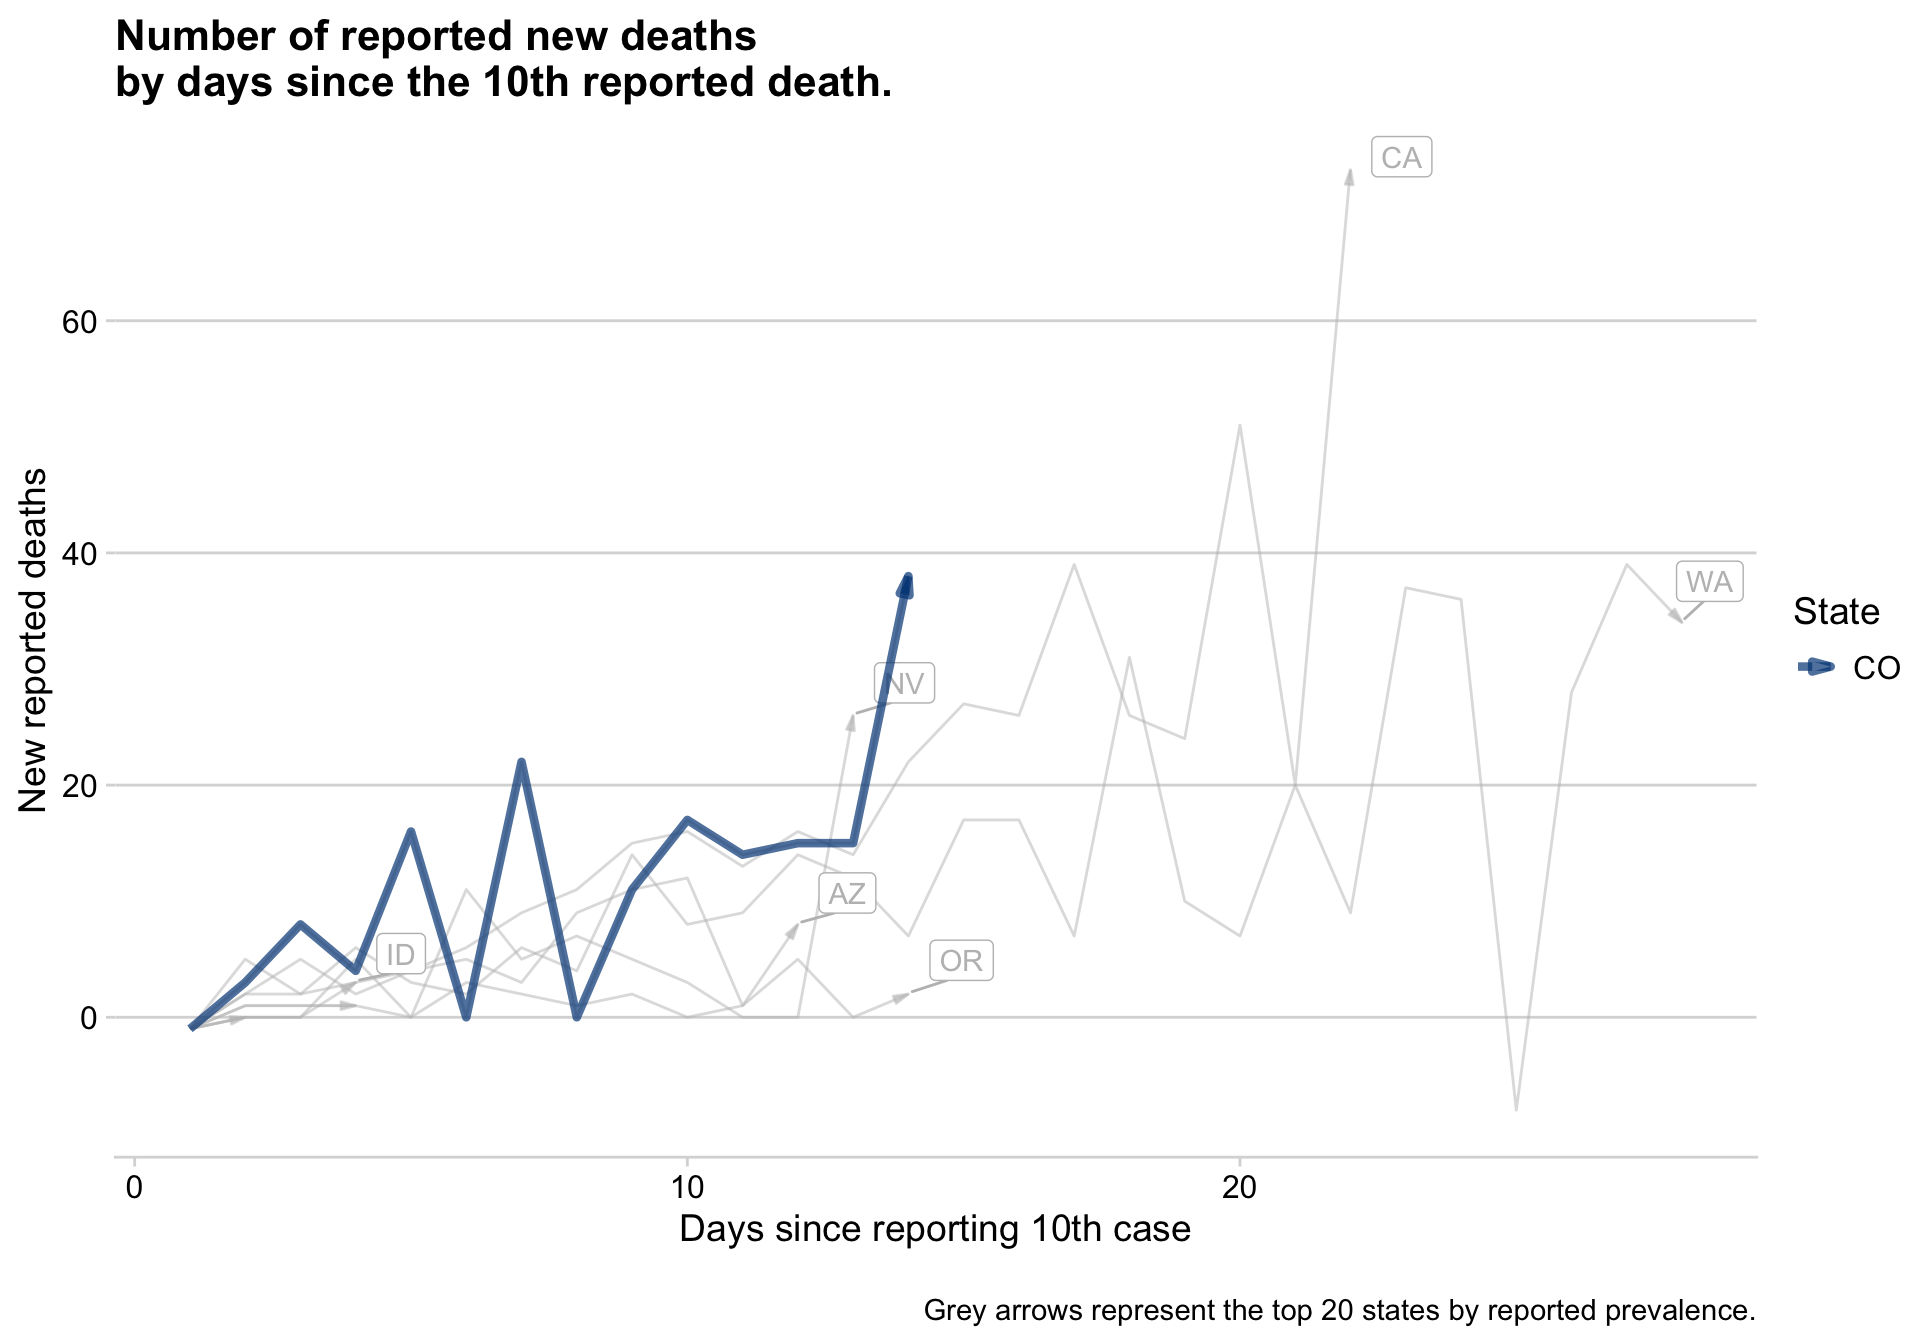 Number of reported new deaths
by days since the 10th reported death.
CA
60
40
WA
NV
20
AZ
ID
OR
0
New reported deaths
0
10
20
Days since reporting 10th case
State
CO
Grey arrows represent the top 20 states by reported prevalence.